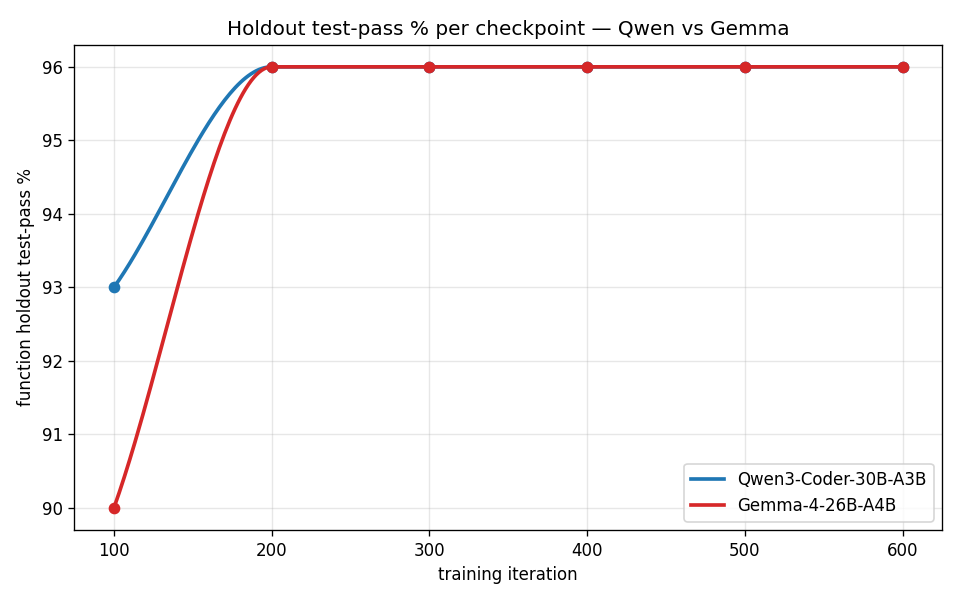 Holdout test-pass % per checkpoint — Qwen vs Gemma
function holdout test-pass %
96
95
94
93
92
91
90
Qwen3-Coder-30B-A3B
Gemma-4-26B-A4B
100 200 300 400 500 600
training iteration